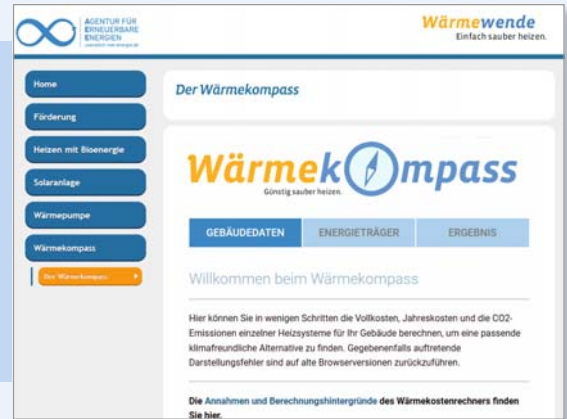 AGENTUR FÜR
ERNEUERBARE
ENERGIEN
Wärmewende
Einfach sauber heizen.
Home
Förderung
Heizen mit Bioenergie
Solaranlage
Wärmepumpe
Wärmekompass
Der Wärmekompass
Der Wärmekompass
Wärmekompass
Günstig sauber heizen.
GEBÄUDEDATEN ENERGIETRÄGER ERGEBNIS
Willkommen beim Wärmekompass
Hier können Sie in wenigen Schritten die Vollkosten, Jahreskosten und die CO2-
Emissionen einzelner Heizsysteme für Ihr Gebäude berechnen, um eine passende
klimafreundliche Alternative zu finden. Gegebenenfalls auftretende
Darstellungsfehler sind auf alte Browserversionen zurückzuführen.
Die Annahmen und Berechnungshintergründe des Wärmekostenrechners finden
Sie hier.